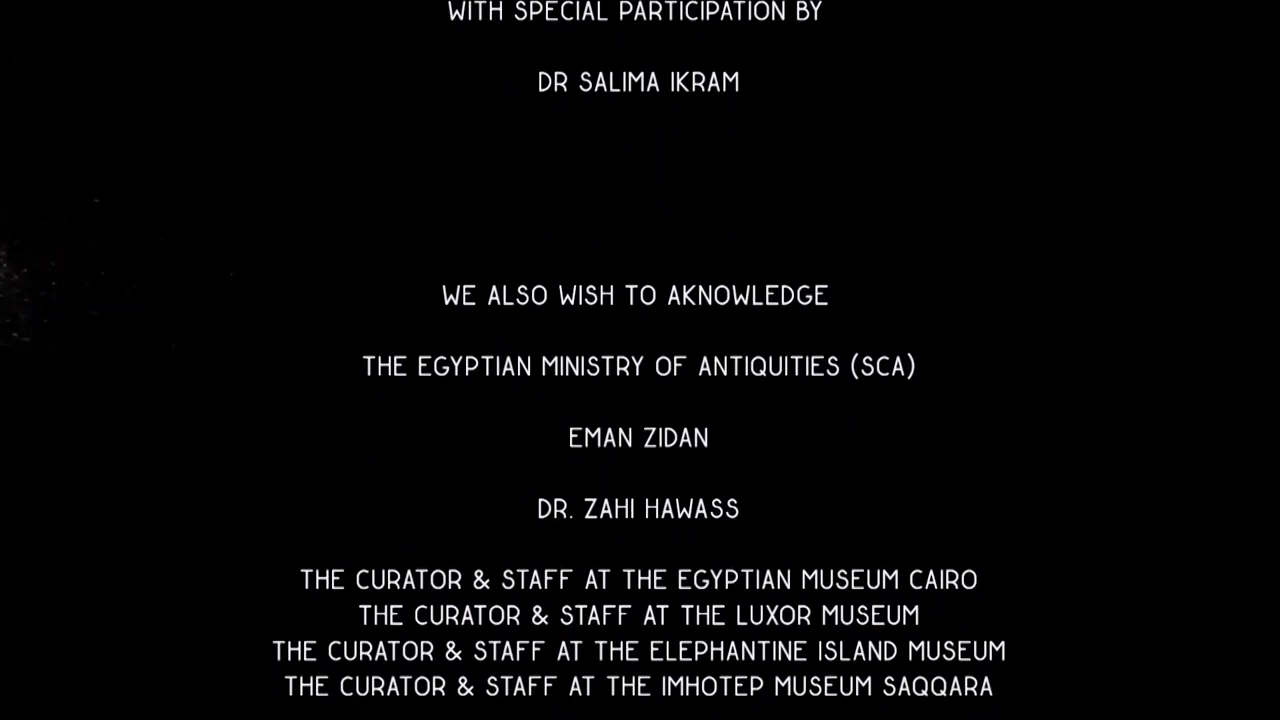 WITH SPECIAL PARTICIPATION BY
DR SALIMA IKRAM
WE ALSO WISH TO AKNOWLEDGE
THE EGYPTIAN MINISTRY OF ANTIQUITIES (SCA)
EMAN ZIDAN
DR. ZAHI HAWASS
THE CURATOR & STAFF AT THE EGYPTIAN MUSEUM CAIRO
THE CURATOR & STAFF AT THE LUXOR MUSEUM
THE CURATOR & STAFF AT THE ELEPHANTINE ISLAND MUSEUM
THE CURATOR & STAFF AT THE IMHOTEP MUSEUM SAQQARA